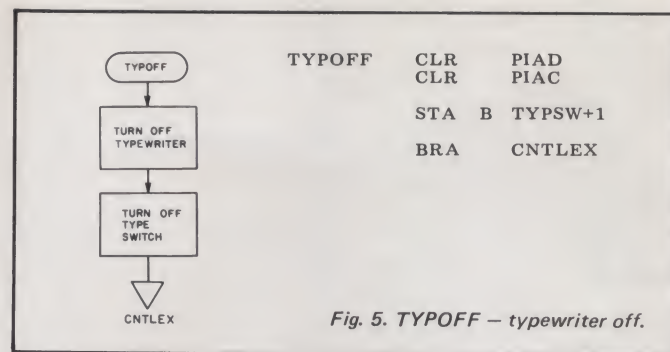 TYPOFF
TURN OFF
TYPEWRITER
TURN OFF
TYPE
SWITCH
CNTLEX
TYPOFF CLR PIAD
CLR PIAC
STA B TYPSW+1
BRA CNTLEX
Fig. 5. TYPOFF — typewriter off.